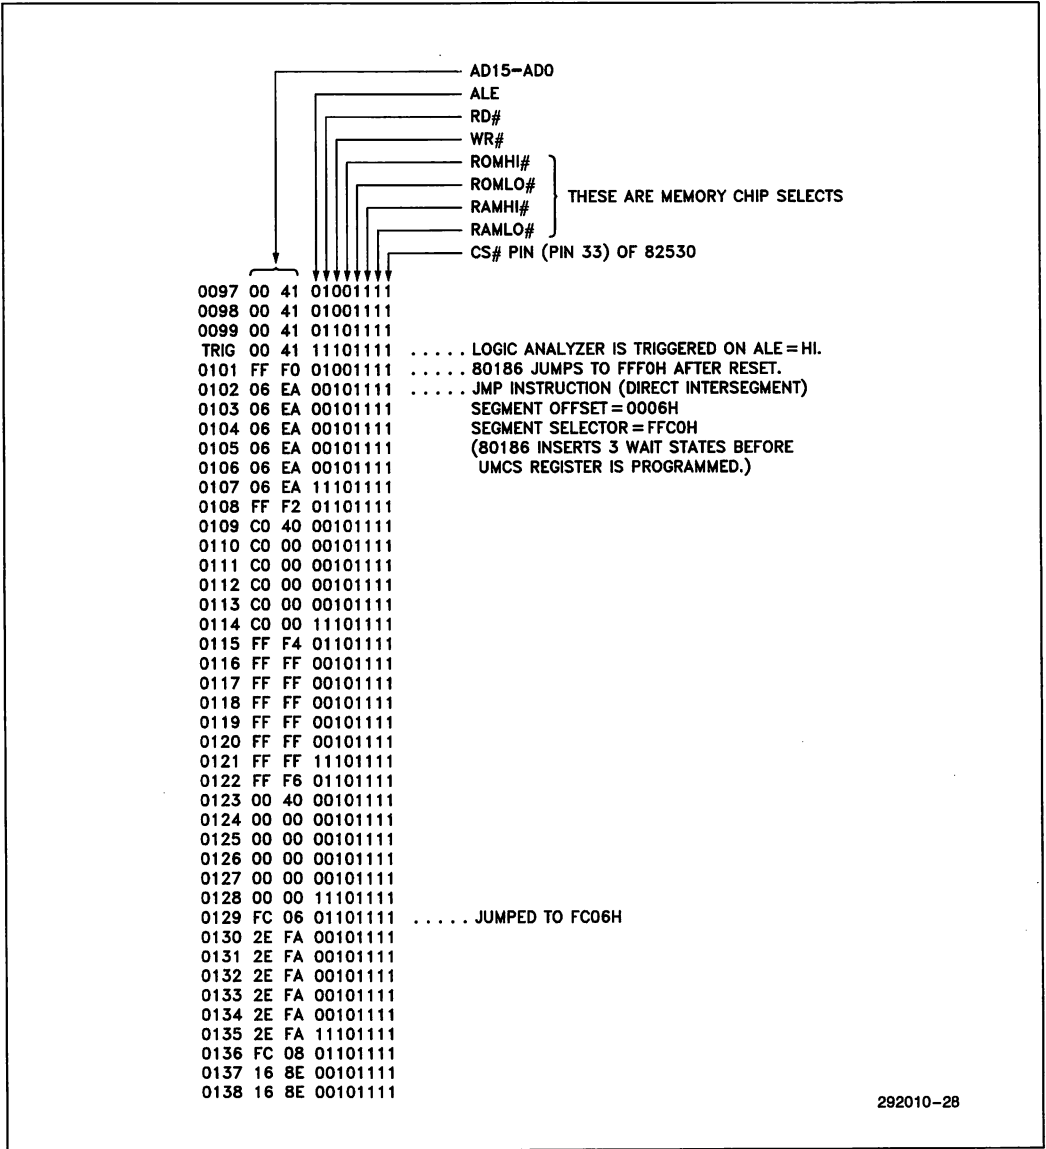 AD15-AD0
ALE
RD#
WR#
ROMHI#
ROMLO#
RAMHI#
RAMLO#
THESE ARE MEMORY CHIP SELECTS
CS# PIN (PIN 33) OF 82530
0097 00 41 01001111
0098 00 41 01001111
0099 00 41 01101111
TRIG 00 41 11101111 ..... LOGIC ANALYZER IS TRIGGERED ON ALE=HI.
0101 FF F0 01001111 ..... 80186 JUMPS TO FFF0H AFTER RESET.
0102 06 EA 00101111 ..... JMP INSTRUCTION (DIRECT INTERSEGMENT)
0103 06 EA 00101111 SEGMENT OFFSET=0006H
0104 06 EA 00101111 SEGMENT SELECTOR=FFC0H
0105 06 EA 00101111 (80186 INSERTS 3 WAIT STATES BEFORE
0106 06 EA 00101111 UMCS REGISTER IS PROGRAMMED.)
0107 06 EA 11101111
0108 FF F2 01101111
0109 C0 40 00101111
0110 C0 00 00101111
0111 C0 00 00101111
0112 C0 00 00101111
0113 C0 00 00101111
0114 C0 00 11101111
0115 FF F4 01101111
0116 FF FF 00101111
0117 FF FF 00101111
0118 FF FF 00101111
0119 FF FF 00101111
0120 FF FF 00101111
0121 FF FF 11101111
0122 FF F6 01101111
0123 00 40 00101111
0124 00 00 00101111
0125 00 00 00101111
0126 00 00 00101111
0127 00 00 00101111
0128 00 00 11101111
0129 FC 06 01101111 ..... JUMPED TO FC06H
0130 2E FA 00101111
0131 2E FA 00101111
0132 2E FA 00101111
0133 2E FA 00101111
0134 2E FA 00101111
0135 2E FA 11101111
0136 FC 08 01101111
0137 16 8E 00101111
0138 16 8E 00101111
292010-28